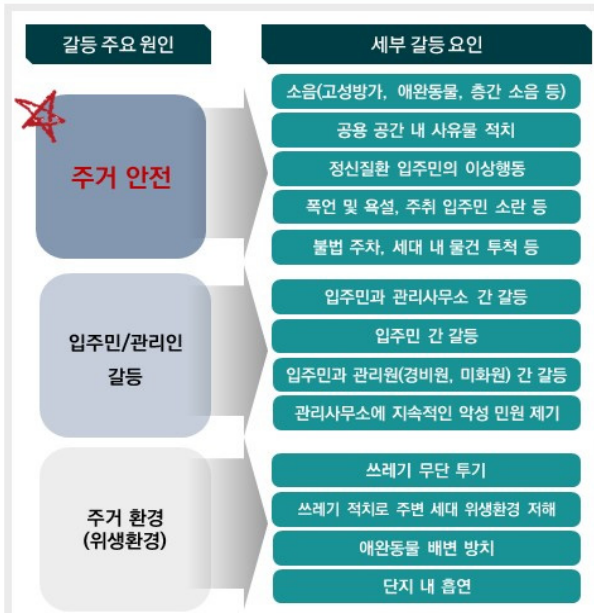 갈등 주요 원인
세부 갈등 요인
주거 안전
소음(고성방가, 애완동물, 층간 소음 등)
공용 공간 내 사유물 적치
정신질환 입주민의 이상행동
폭언 및 욕설, 주취 입주민 소란 등
불법 주차, 세대 내 물건 투척 등
입주민/관리인
갈등
입주민과 관리사무소 간 갈등
입주민 간 갈등
입주민과 관리원(경비원, 미화원) 간 갈등
관리사무소에 지속적인 악성 민원 제기
주거 환경
(위생환경)
쓰레기 무단 투기
쓰레기 적치로 주변 세대 위생환경 저해
애완동물 배변 방치
단지 내 흡연